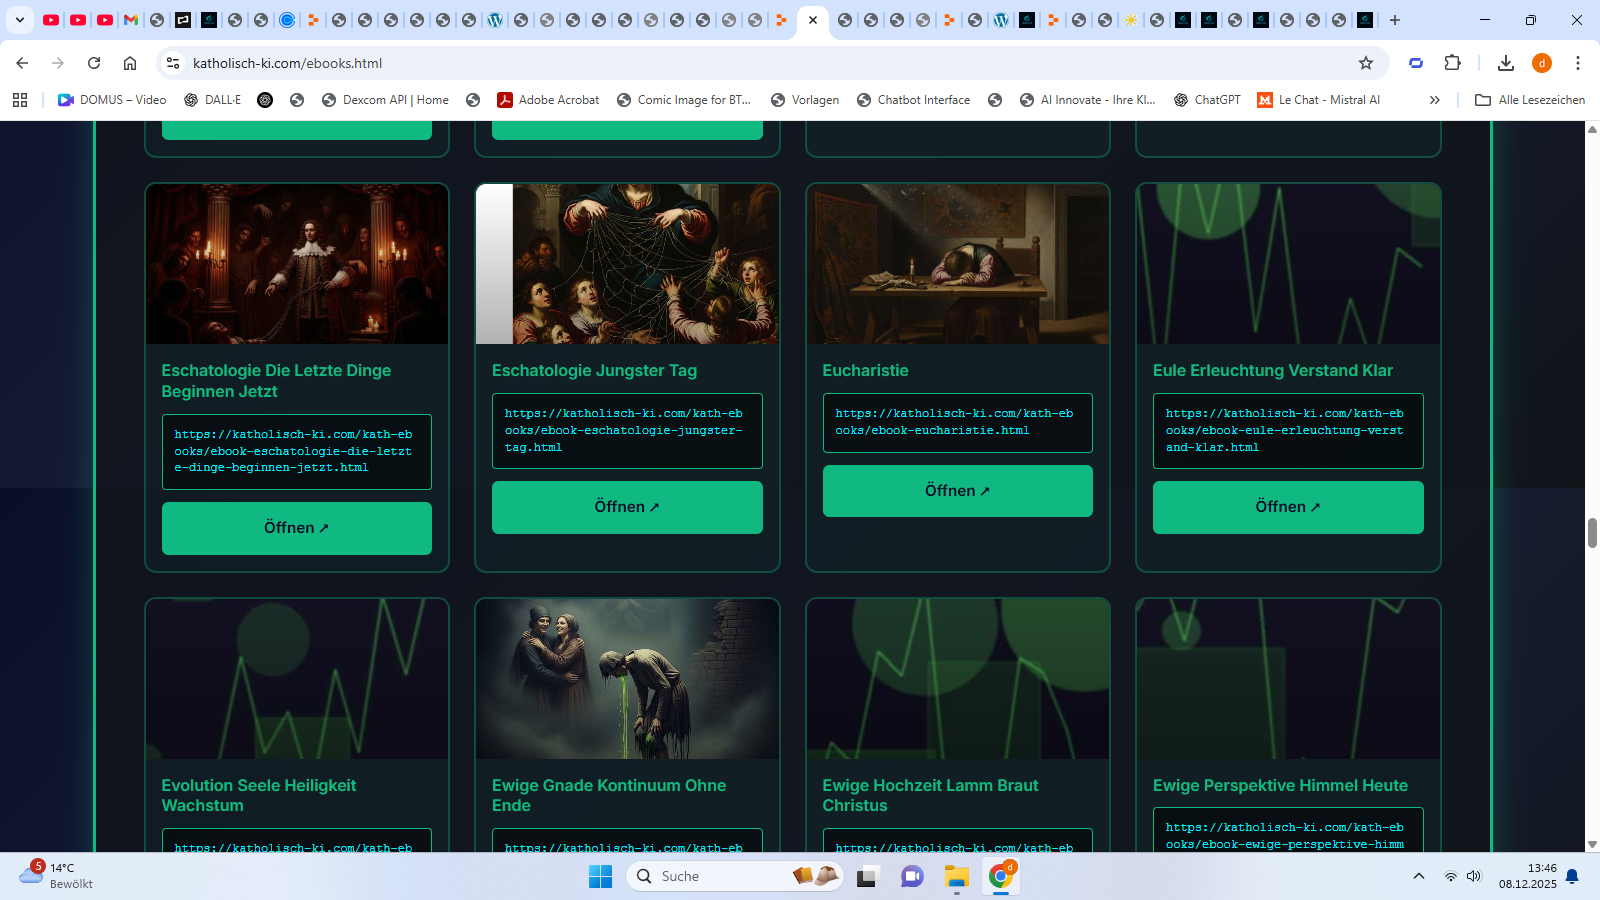 katholisch-ki.com/ebooks.html
d
DOMUS – Video
DALL·E
Dexcom API | Home
Adobe Acrobat
Comic Image for BT...
Vorlagen
Chatbot Interface
AI Innovate - Ihre KI...
ChatGPT
Le Chat - Mistral AI
Alle Lesezeichen
Eschatologie Die Letzte Dinge
Beginnen Jetzt
https://katholisch-ki.com/kath-eb
ooks/ebook-eschatologie-die-letzt
e-dinge-beginnen-jetzt.html
Öffnen ↗
Eschatologie Jungster Tag
https://katholisch-ki.com/kath-eb
ooks/ebook-eschatologie-jungster-
tag.html
Öffnen ↗
Eucharistie
https://katholisch-ki.com/kath-eb
ooks/ebook-eucharistie.html
Öffnen ↗
Eule Erleuchtung Verstand Klar
https://katholisch-ki.com/kath-eb
ooks/ebook-eule-erleuchtung-verst
and-klar.html
Öffnen ↗
Evolution Seele Heiligkeit
Wachstum
https://katholisch-ki.com/kath-eb
Ewige Gnade Kontinuum Ohne
Ende
https://katholisch-ki.com/kath-eb
Ewige Hochzeit Lamm Braut
Christus
https://katholisch-ki.com/kath-eb
Ewige Perspektive Himmel Heute
https://katholisch-ki.com/kath-eb
ooks/ebook-ewige-perspektive-himm
5
14°C
Bewölkt
Suche
d
13:46
08.12.2025